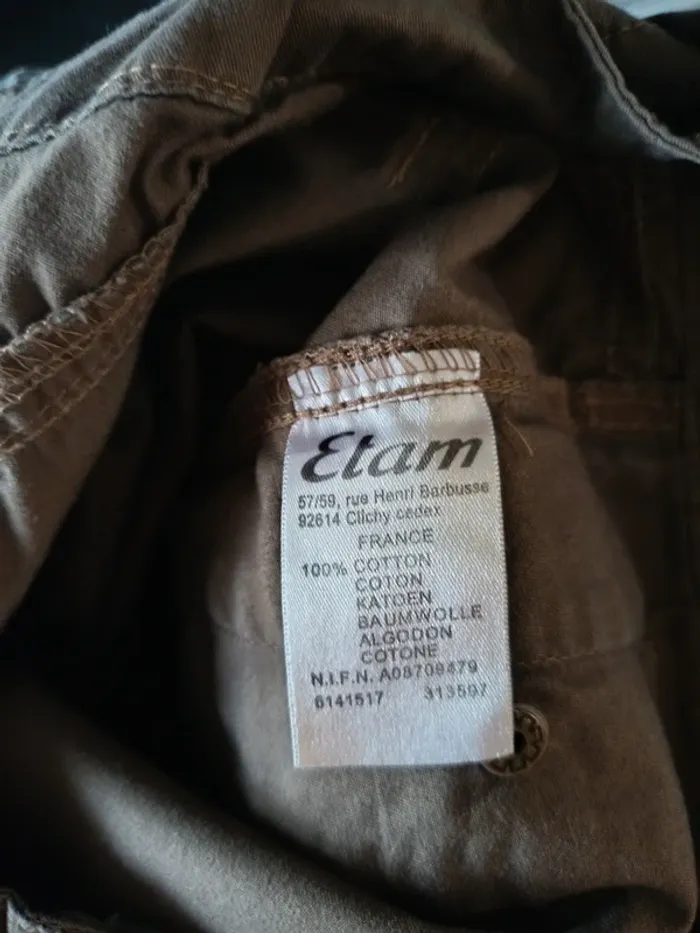 Etam
57/59, rue Henri Barbusse
92614 Clichy cedex
FRANCE
100% COTTON
COTON
KATOEN
BAUMWOLLE
ALGODON
COTONE
N.I.F.N. A08709479
6141517 313507